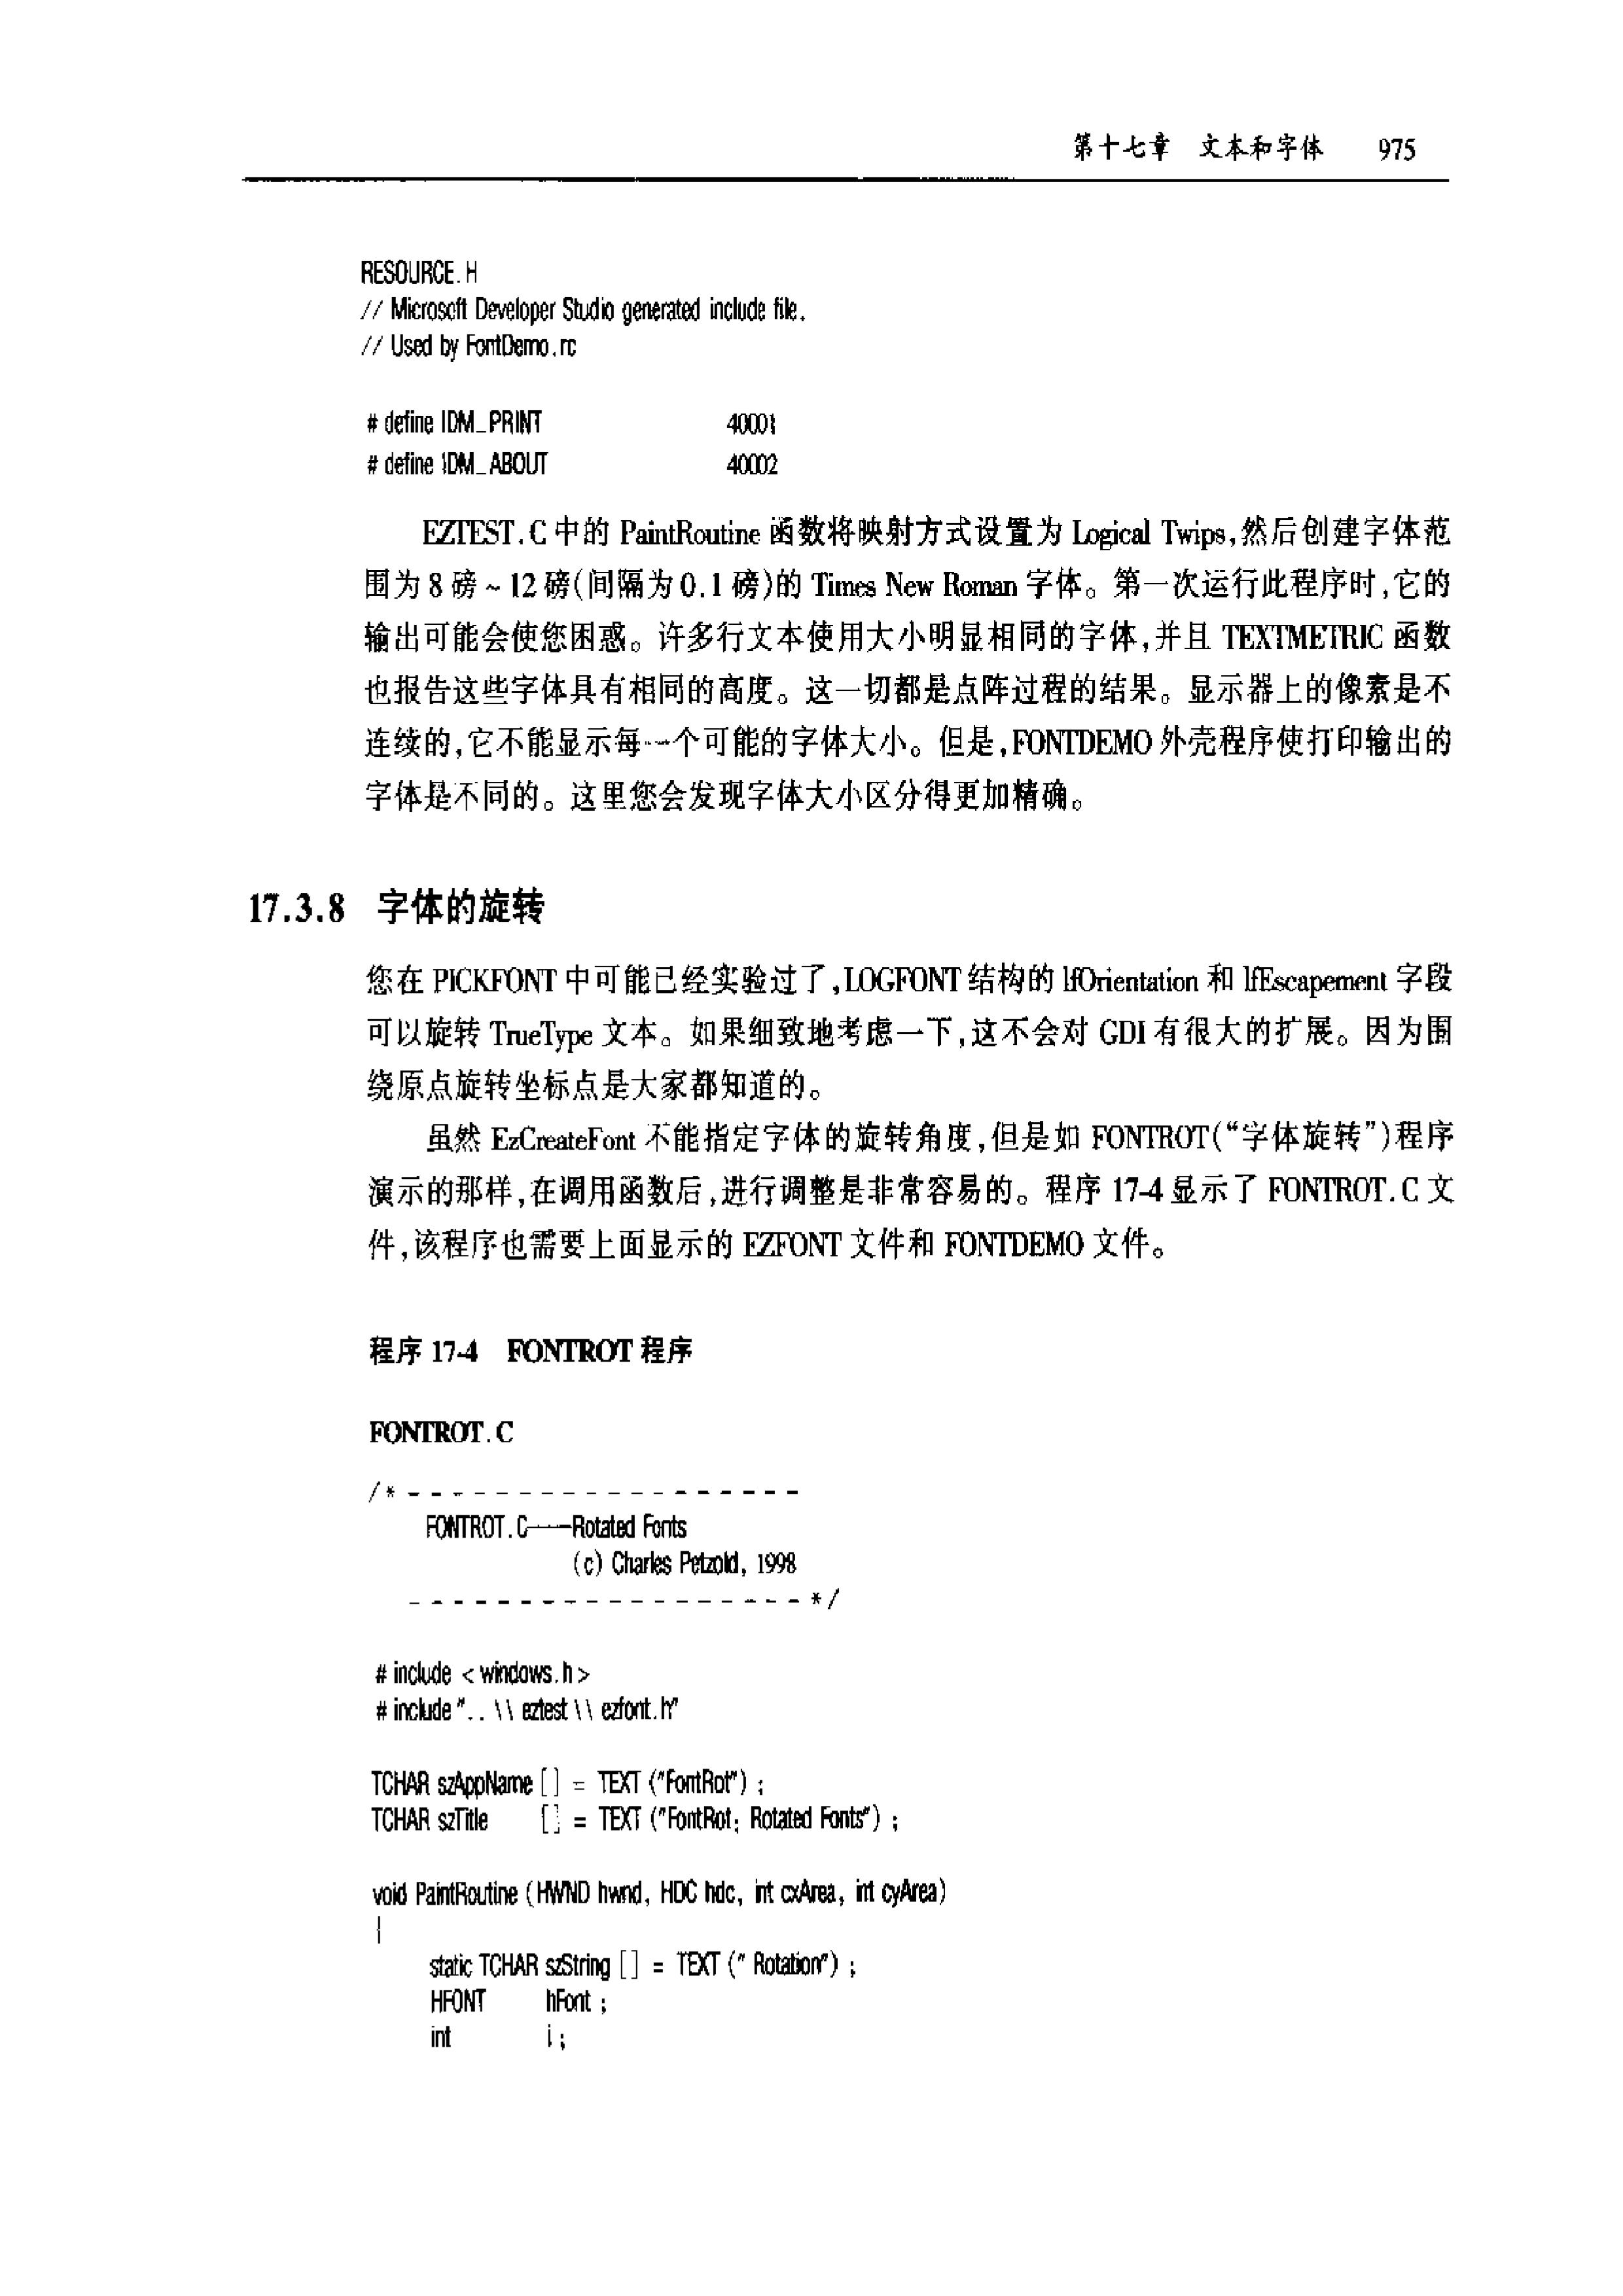 第十七章 文本和字体 975
RESOURCE.H
// Microsoft Developer Studio generated include file.
// Used by FontDemo.rc
# define IDM_PRINT 40001
# define IDM_ABOUT 40002
EZTEST.C 中的 PaintRoutine 函数将映射方式设置为 Logical Twips,然后创建字体范
围为 8 磅 ~ 12 磅(间隔为 0.1 磅)的 Times New Roman 字体。第一次运行此程序时,它的
输出可能会使您困惑。许多行文本使用大小明显相同的字体,并且 TEXTMETRIC 函数
也报告这些字体具有相同的高度。这一切都是点阵过程的结果。显示器上的像素是不
连续的,它不能显示每一个可能的字体大小。但是,FONTDEMO 外壳程序使打印输出的
字体是不同的。这里您会发现字体大小区分得更加精确。
17.3.8 字体的旋转
您在 PICKFONT 中可能已经实验过了,LOGFONT 结构的 lfOrientation 和 lfEscapement 字段
可以旋转 TrueType 文本。如果细致地考虑一下,这不会对 GDI 有很大的扩展。因为围
绕原点旋转坐标点是大家都知道的。
虽然 EzCreateFont 不能指定字体的旋转角度,但是如 FONTROT(“字体旋转”)程序
演示的那样,在调用函数后,进行调整是非常容易的。程序 17-4 显示了 FONTROT.C 文
件,该程序也需要上面显示的 EZFONT 文件和 FONTDEMO 文件。
程序 17-4 FONTROT 程序
FONTROT.C
/* - - - - - - - - - - - - - - - - - -
FONTROT.C——Rotated Fonts
(c) Charles Petzold, 1998
- - - - - - - - - - - - - - - - - - */
# include < windows.h >
# include".. \\ eztest \\ ezfont.h"
TCHAR szAppName [] = TEXT ("FontRot") ;
TCHAR szTitle [] = TEXT ("FontRot: Rotated Fonts") ;
void PaintRoutine (HWND hwnd, HDC hdc, int cxArea, int cyArea)
{
static TCHAR szString [] = TEXT (" Rotation") ;
HFONT hFont ;
int i ;